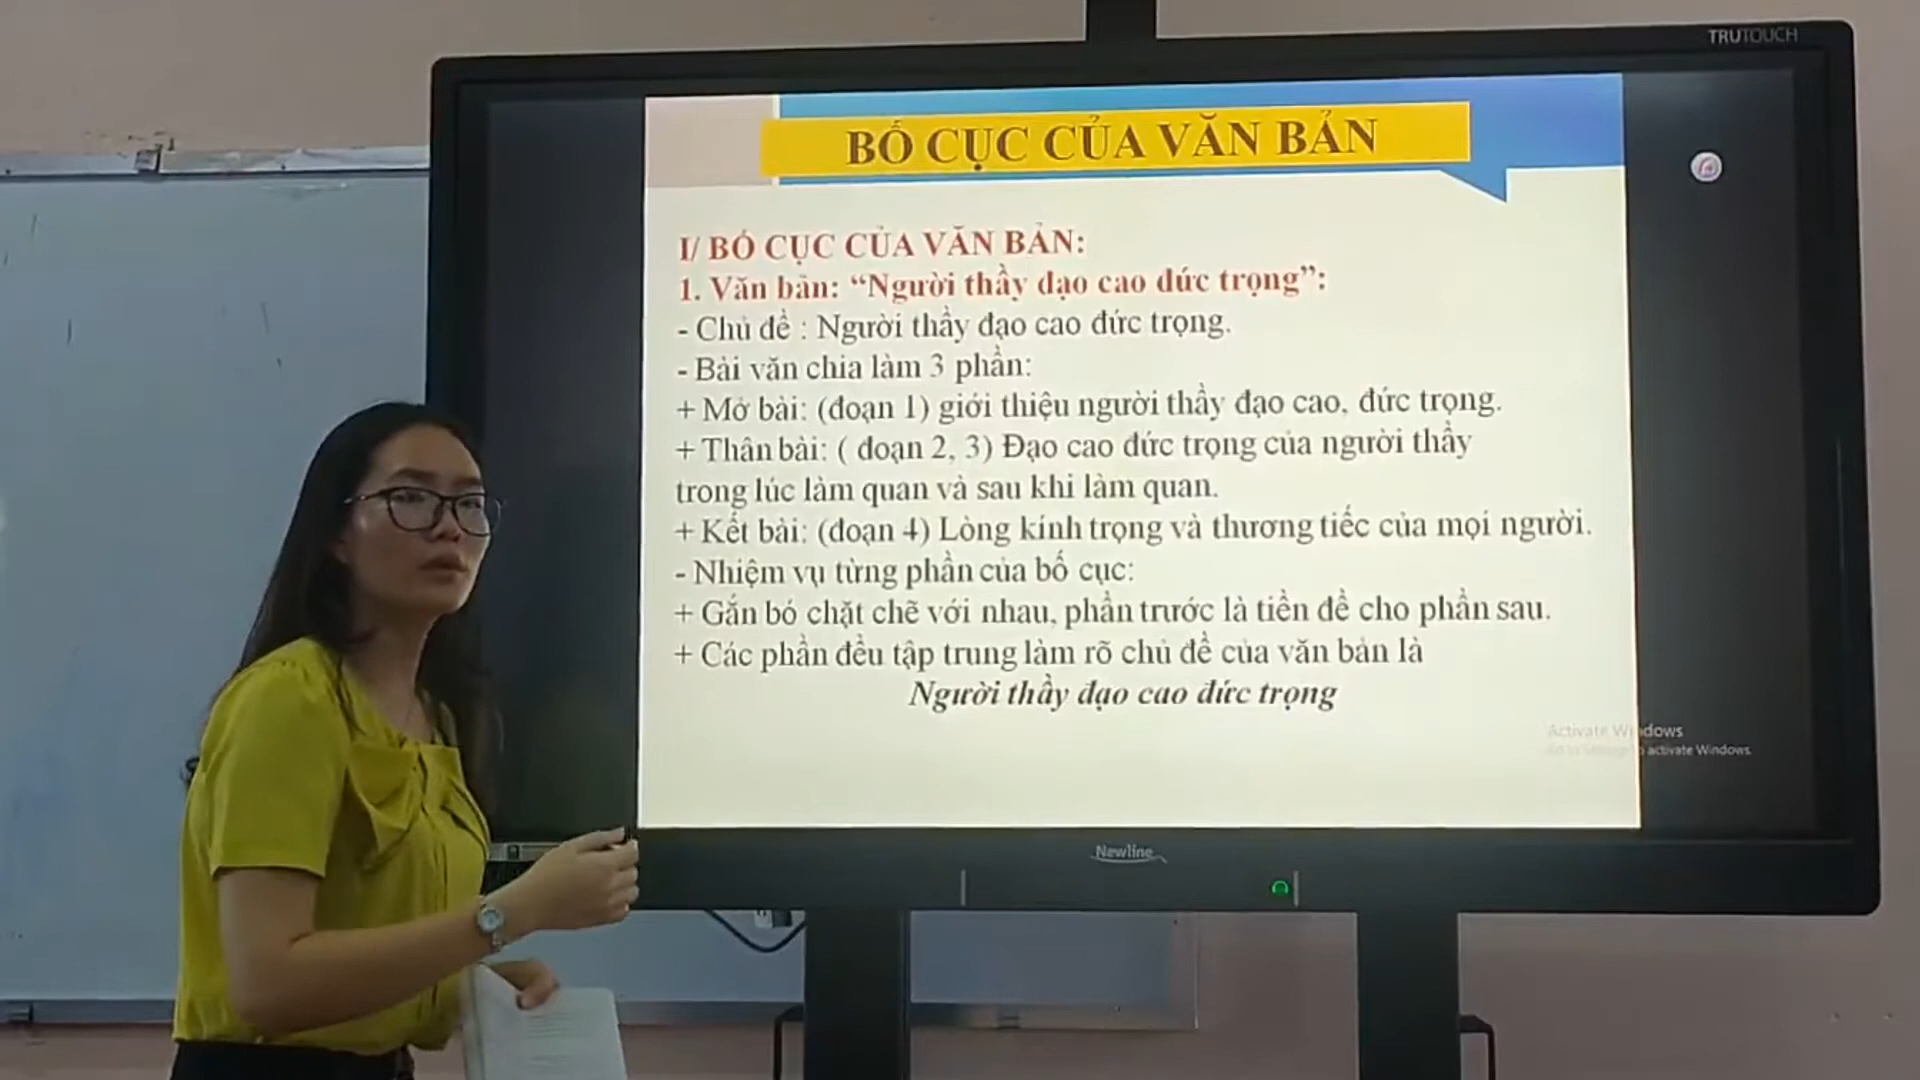 TRUTOUCH
BỐ CỤC CỦA VĂN BẢN
I/ BỐ CỤC CỦA VĂN BẢN:
1. Văn bản: “Người thầy đạo cao đức trọng”:
- Chủ đề : Người thầy đạo cao đức trọng.
- Bài văn chia làm 3 phần:
+ Mở bài: (đoạn 1) giới thiệu người thầy đạo cao, đức trọng.
+ Thân bài: ( đoạn 2, 3) Đạo cao đức trọng của người thầy
trong lúc làm quan và sau khi làm quan.
+ Kết bài: (đoạn 4) Lòng kính trọng và thương tiếc của mọi người.
- Nhiệm vụ từng phần của bố cục:
+ Gắn bó chặt chẽ với nhau, phần trước là tiền đề cho phần sau.
+ Các phần đều tập trung làm rõ chủ đề của văn bản là
Người thầy đạo cao đức trọng
Activate Windows
Go to Settings to activate Windows.
Newline